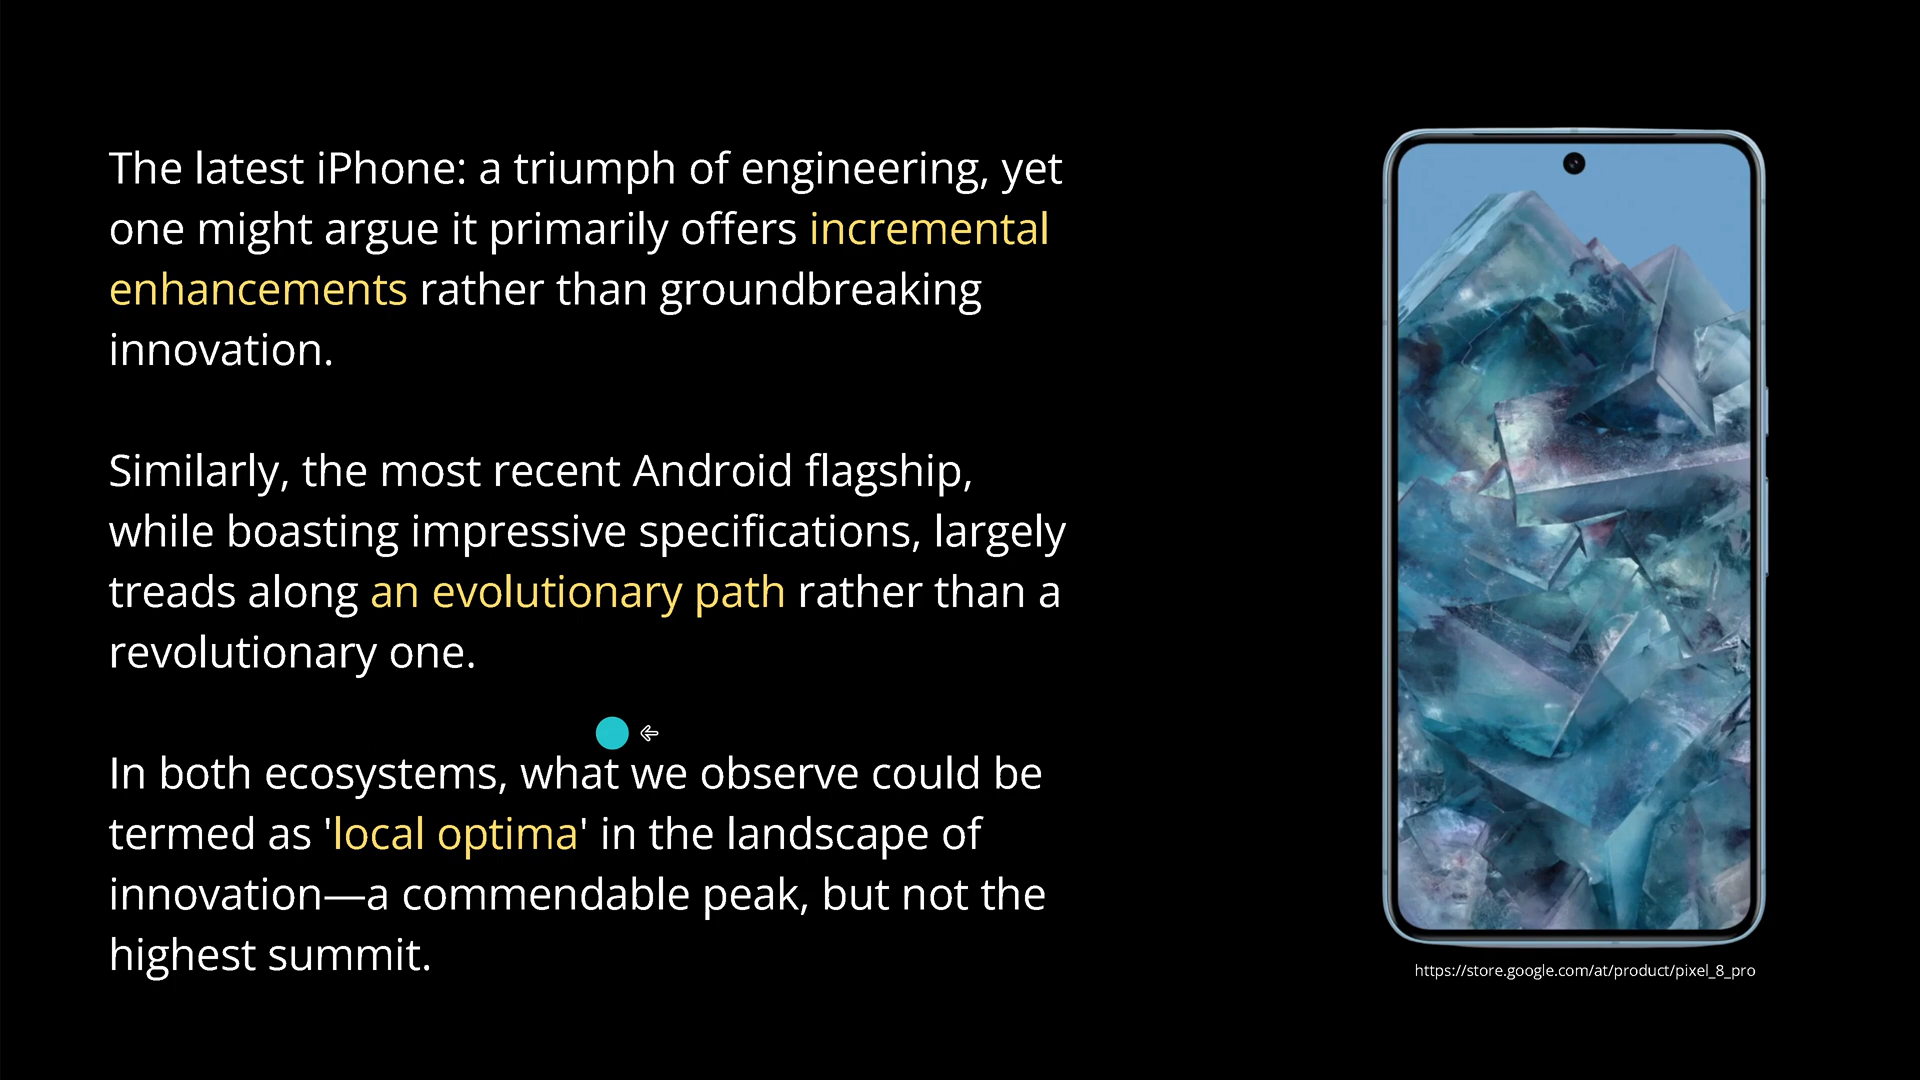 The latest iPhone: a triumph of engineering, yet
one might argue it primarily offers incremental
enhancements rather than groundbreaking
innovation.
Similarly, the most recent Android flagship,
while boasting impressive specifications, largely
treads along an evolutionary path rather than a
revolutionary one.
In both ecosystems, what we observe could be
termed as 'local optima' in the landscape of
innovation—a commendable peak, but not the
highest summit.
https://store.google.com/at/product/pixel_8_pro